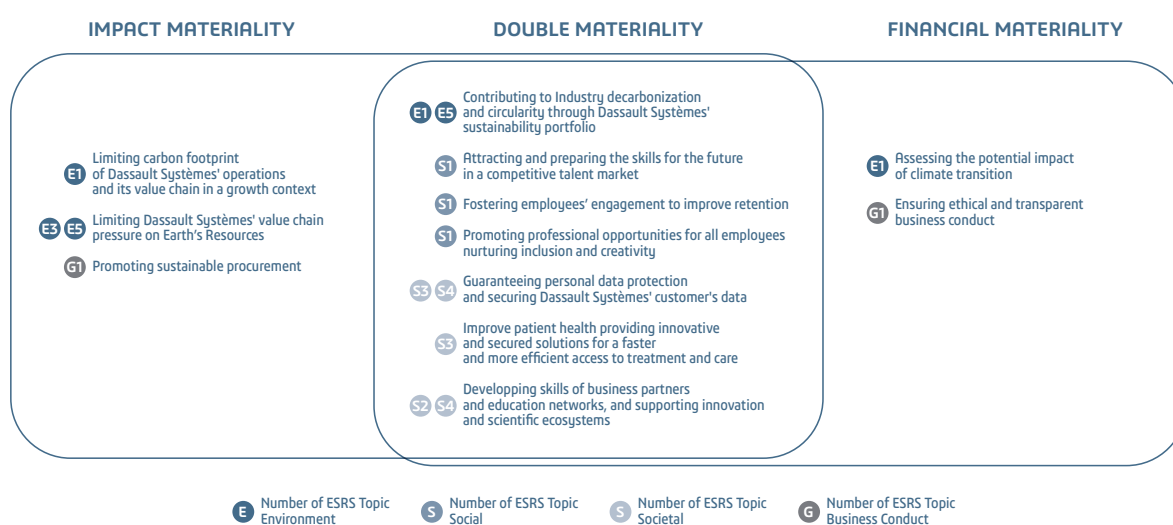 IMPACT MATERIALITY
DOUBLE MATERIALITY
FINANCIAL MATERIALITY
E1
Limiting carbon footprint
of Dassault Systèmes' operations
and its value chain in a growth context
E3 E5
Limiting Dassault Systèmes' value chain
pressure on Earth's Resources
G1 Promoting sustainable procurement
E1 E5
Contributing to Industry decarbonization
and circularity through Dassault Systèmes'
sustainability portfolio
S1
Attracting and preparing the skills for the future
in a competitive talent market
S1 Fostering employees' engagement to improve retention
S1
Promoting professional opportunities for all employees
nurturing inclusion and creativity
S3 S4
Guaranteeing personal data protection
and securing Dassault Systèmes' customer's data
S3
Improve patient health providing innovative
and secured solutions for a faster
and more efficient access to treatment and care
S2 S4
Developping skills of business partners
and education networks, and supporting innovation
and scientific ecosystems
E1
Assessing the potential impact
of climate transition
G1
Ensuring ethical and transparent
business conduct
E
Number of ESRS Topic
Environment
S
Number of ESRS Topic
Social
S
Number of ESRS Topic
Societal
G
Number of ESRS Topic
Business Conduct